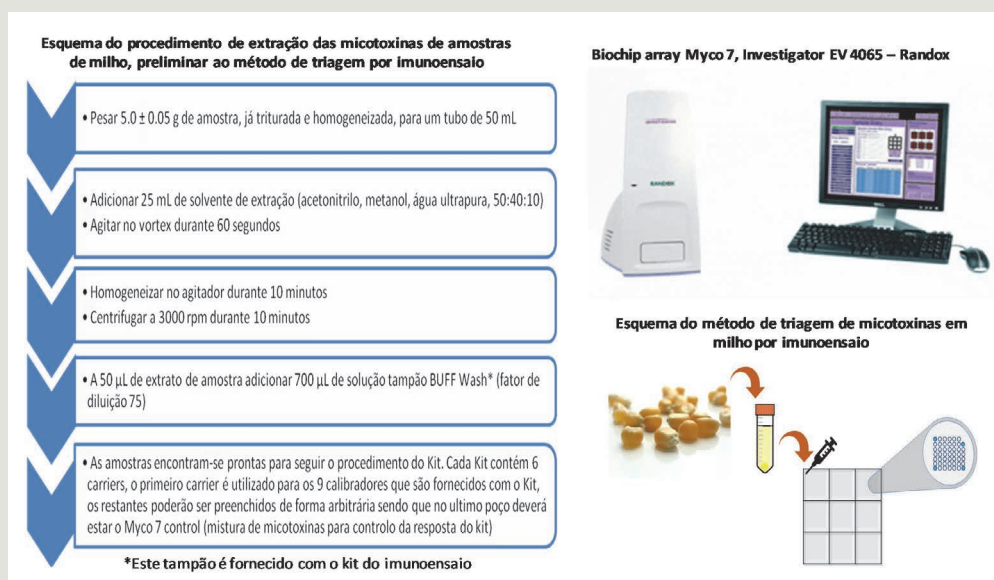 Esquema do procedimento de extração das micotoxinas de amostras
de milho, preliminar ao método de triagem por imunoensaio
• Pesar 5.0 ± 0.05 g de amostra, já triturada e homogeneizada, para um tubo de 50 mL
• Adicionar 25 mL de solvente de extração (acetonitrilo, metanol, água ultrapura, 50:40:10)
• Agitar no vortex durante 60 segundos
• Homogeneizar no agitador durante 10 minutos
• Centrifugar a 3000 rpm durante 10 minutos
• A 50 µL de extrato de amostra adicionar 700 µL de solução tampão BUFF Wash* (fator de
diluição 75)
• As amostras encontram-se prontas para seguir o procedimento do Kit. Cada Kit contém 6
carriers, o primeiro carrier é utilizado para os 9 calibradores que são fornecidos com o Kit,
os restantes poderão ser preenchidos de forma arbitrária sendo que no ultimo poço deverá
estar o Myco 7 control (mistura de micotoxinas para controlo da resposta do kit)
*Este tampão é fornecido com o kit do imunoensaio
Biochip array Myco 7, Investigator EV 4065 – Randox
RANDOX
Esquema do método de triagem de micotoxinas em
milho por imunoensaio